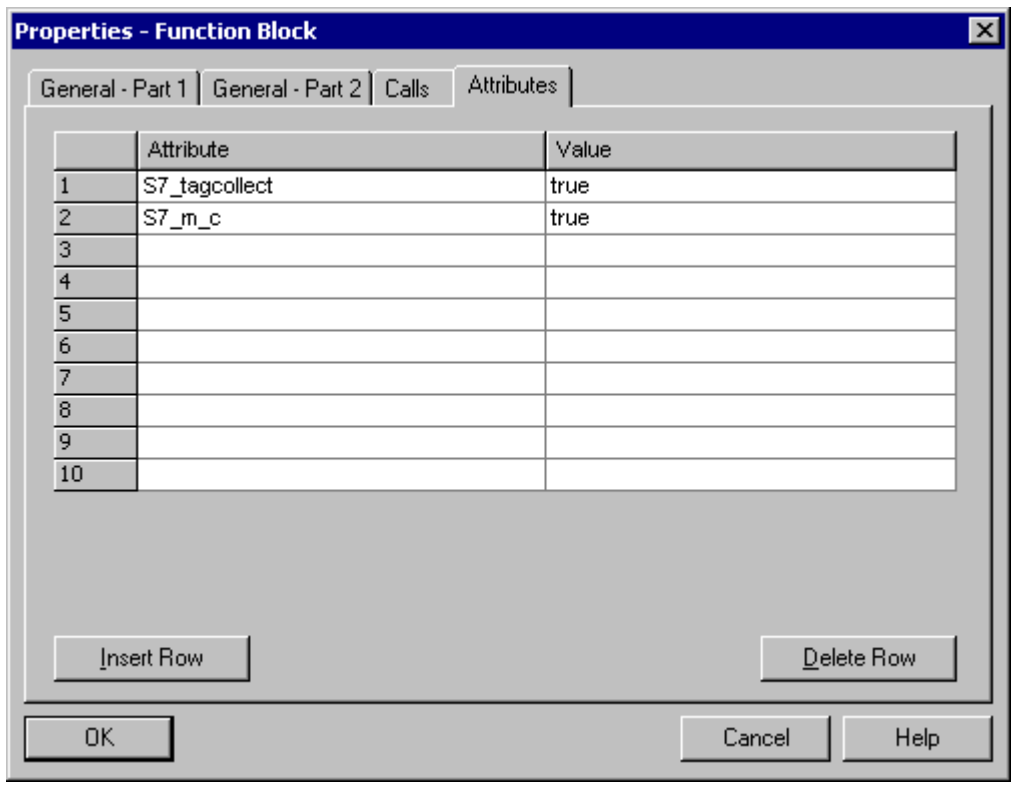 Properties - Function Block
General - Part 1 General - Part 2 Calls Attributes
Attribute Value
1 S7_tagcollect true
2 S7_m_c true
3
4
5
6
7
8
9
10
Insert Row Delete Row
OK Cancel Help